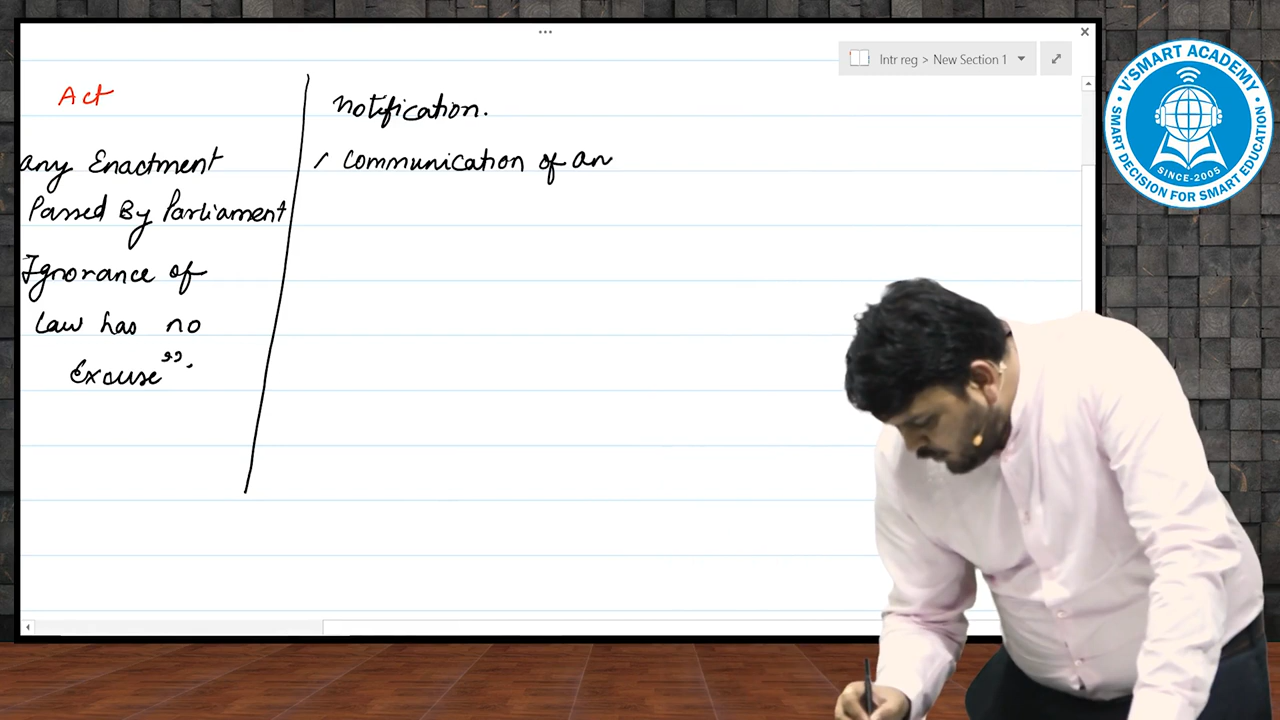 Intr reg > New Section 1
Act
any Enactment
Passed By Parliament
Ignorance of
Law has no
Excuse”.
notification.
Communication of an
V'SMART ACADEMY
SINCE-2005
SMART DECISION FOR SMART EDUCATION